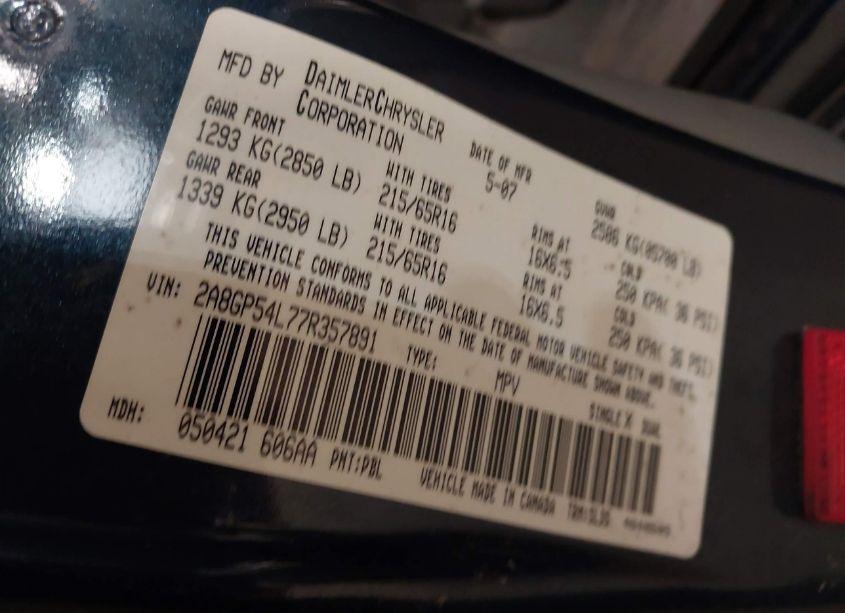 MFD BY DAIMLERCHRYSLER CORPORATION
DATE OF MFR 5-07
GVWR 2586 KG(05700 LB)
GAWR FRONT
1293 KG(2850 LB)
WITH TIRES
215/65R16
RIMS AT
16X6.5
COLD
250 KPA( 36 PSI)
GAWR REAR
1339 KG(2950 LB)
WITH TIRES
215/65R16
RIMS AT
16X6.5
COLD
250 KPA( 36 PSI)
THIS VEHICLE CONFORMS TO ALL APPLICABLE FEDERAL MOTOR VEHICLE SAFETY AND THEFT
PREVENTION STANDARDS IN EFFECT ON THE DATE OF MANUFACTURE SHOWN ABOVE.
VIN: 2A8GP54L77R357891 TYPE: MPV SINGLE X DUAL
MDH: 050421 606AA PNT:PBL VEHICLE MADE IN CANADA